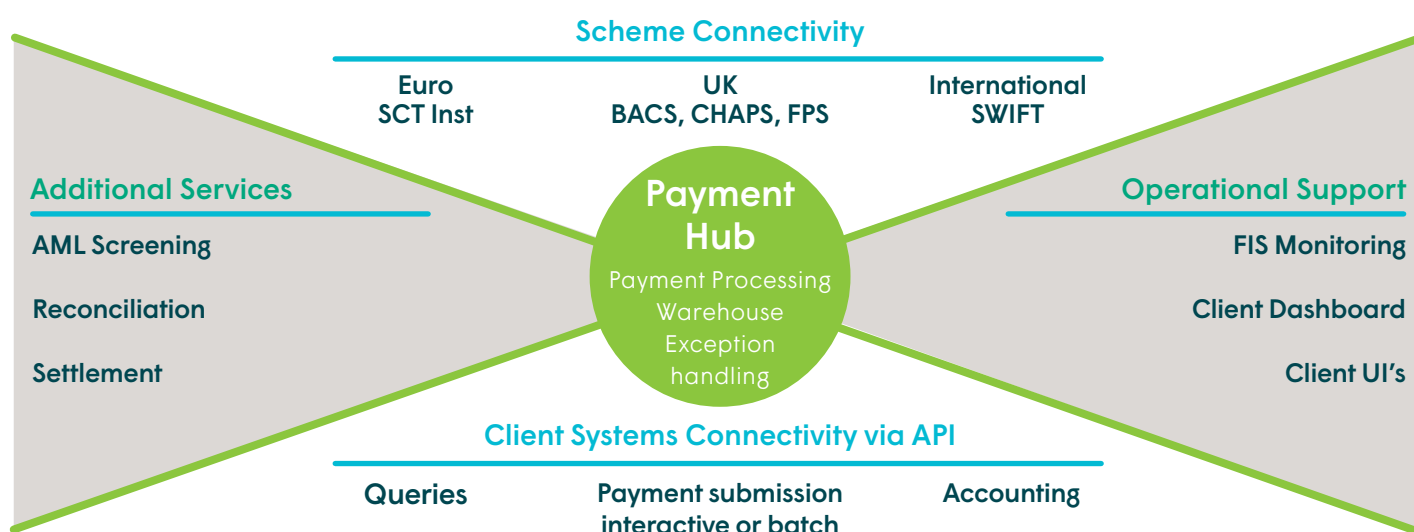 Scheme Connectivity
Euro
SCT Inst
UK
BACS, CHAPS, FPS
International
SWIFT
Additional Services
AML Screening
Reconciliation
Settlement
Payment
Hub
Payment Processing
Warehouse
Exception
handling
Operational Support
FIS Monitoring
Client Dashboard
Client UI's
Client Systems Connectivity via API
Queries
Payment submission
interactive or batch
Accounting